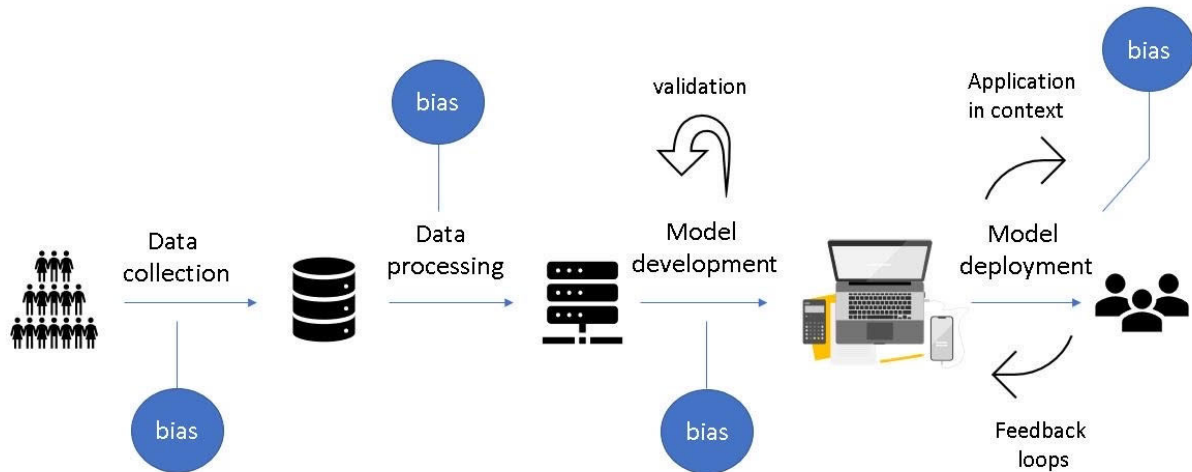 bias
bias
validation
Application
in context
Data
collection
Data
processing
Model
development
Model
deployment
bias
bias
Feedback
loops